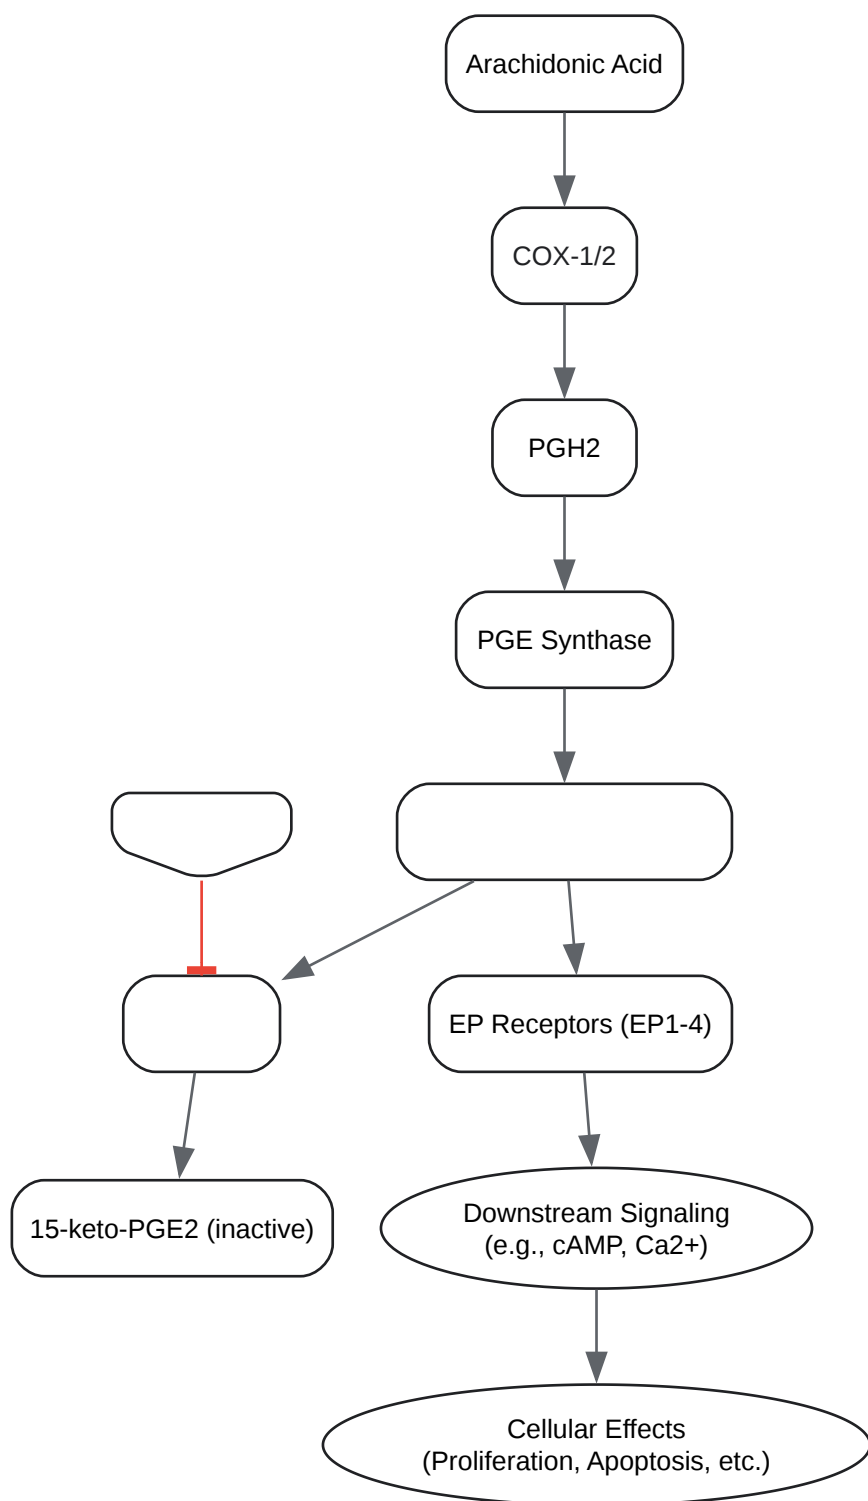 Arachidonic Acid
COX-1/2
PGH2
PGE Synthase
EP Receptors (EP1-4)
15-keto-PGE2 (inactive)
Downstream Signaling
(e.g., cAMP, Ca2+)
Cellular Effects
(Proliferation, Apoptosis, etc.)